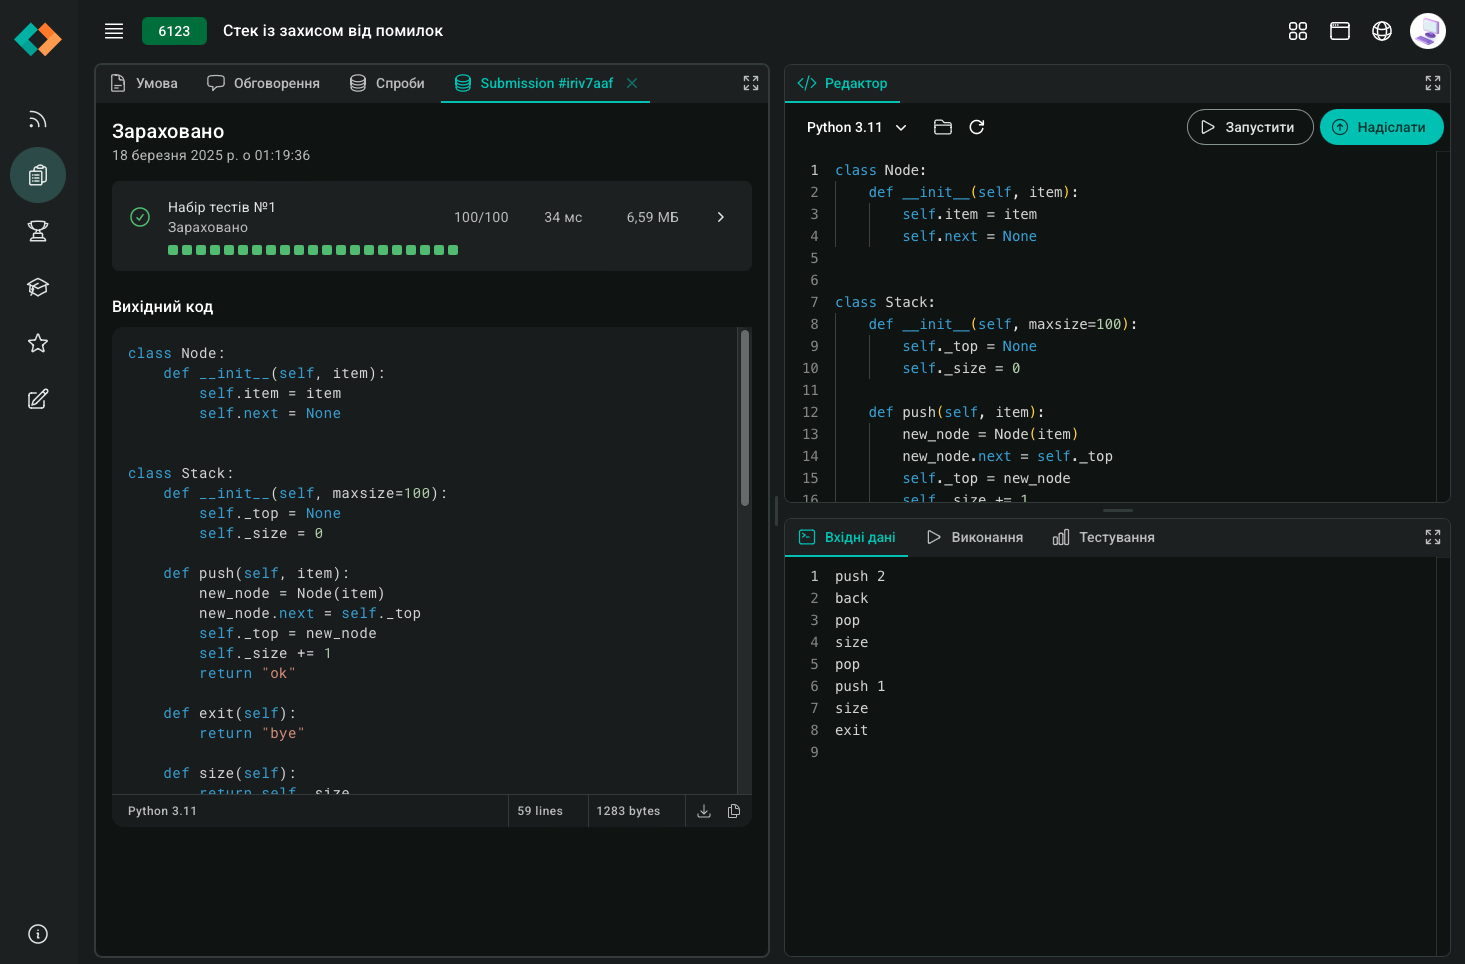 6123 Стек із захисом від помилок
Умова Обговорення Спроби Submission #iriv7aaf
Зараховано
18 березня 2025 р. о 01:19:36
Набір тестів №1 100/100 34 мс 6,59 МБ
Зараховано
Вихідний код
class Node:
    def __init__(self, item):
        self.item = item
        self.next = None
class Stack:
    def __init__(self, maxsize=100):
        self._top = None
        self._size = 0
    def push(self, item):
        new_node = Node(item)
        new_node.next = self._top
        self._top = new_node
        self._size += 1
        return "ok"
    def exit(self):
        return "bye"
    def size(self):
        return self._size
Python 3.11 59 lines 1283 bytes
Редактор
Python 3.11 Запустити Надіслати
1 class Node:
2     def __init__(self, item):
3         self.item = item
4         self.next = None
5
6
7 class Stack:
8     def __init__(self, maxsize=100):
9         self._top = None
10         self._size = 0
11
12     def push(self, item):
13         new_node = Node(item)
14         new_node.next = self._top
15         self._top = new_node
16         self._size += 1
Вхідні дані Виконання Тестування
1 push 2
2 back
3 pop
4 size
5 pop
6 push 1
7 size
8 exit
9